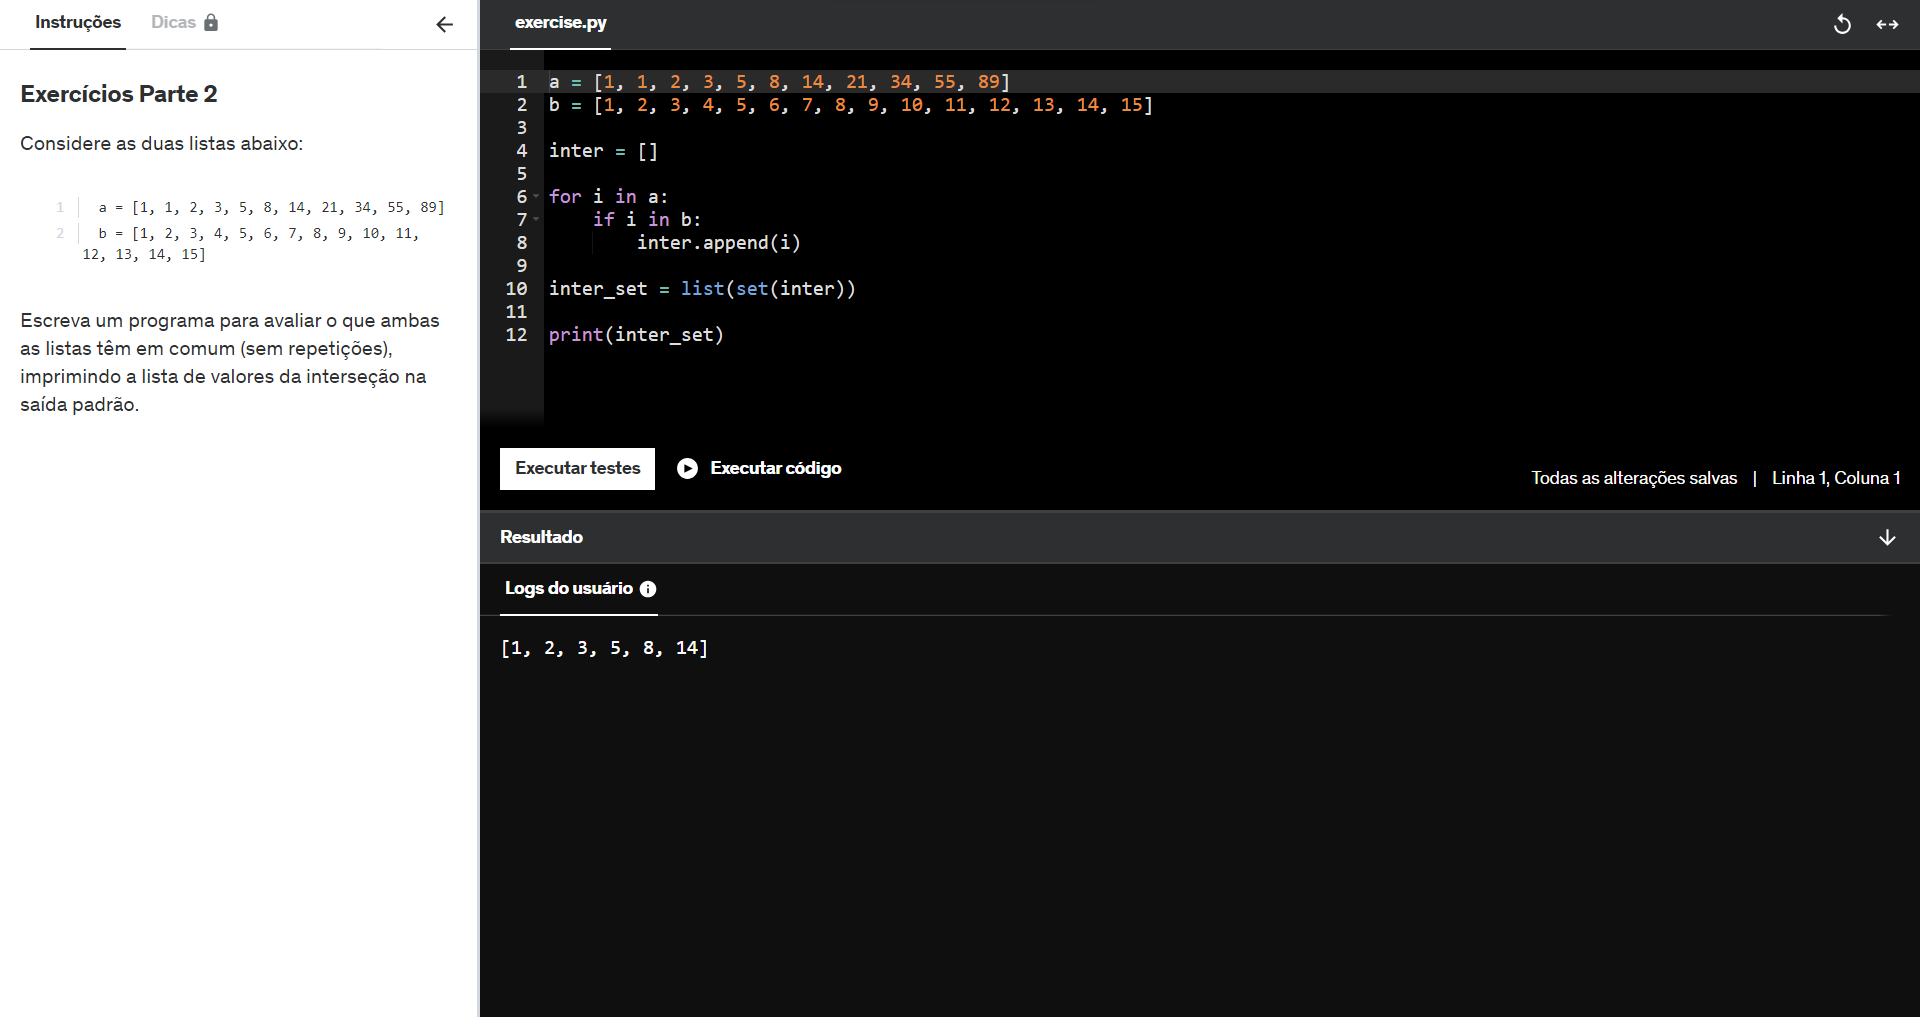 Instruções Dicas
Exercícios Parte 2
Considere as duas listas abaixo:
1 a = [1, 1, 2, 3, 5, 8, 14, 21, 34, 55, 89]
2 b = [1, 2, 3, 4, 5, 6, 7, 8, 9, 10, 11,
12, 13, 14, 15]
Escreva um programa para avaliar o que ambas
as listas têm em comum (sem repetições),
imprimindo a lista de valores da interseção na
saída padrão.
exercise.py
1 a = [1, 1, 2, 3, 5, 8, 14, 21, 34, 55, 89]
2 b = [1, 2, 3, 4, 5, 6, 7, 8, 9, 10, 11, 12, 13, 14, 15]
3
4 inter = []
5
6 for i in a:
7     if i in b:
8         inter.append(i)
9
10 inter_set = list(set(inter))
11
12 print(inter_set)
Executar testes Executar código
Todas as alterações salvas | Linha 1, Coluna 1
Resultado
Logs do usuário
[1, 2, 3, 5, 8, 14]